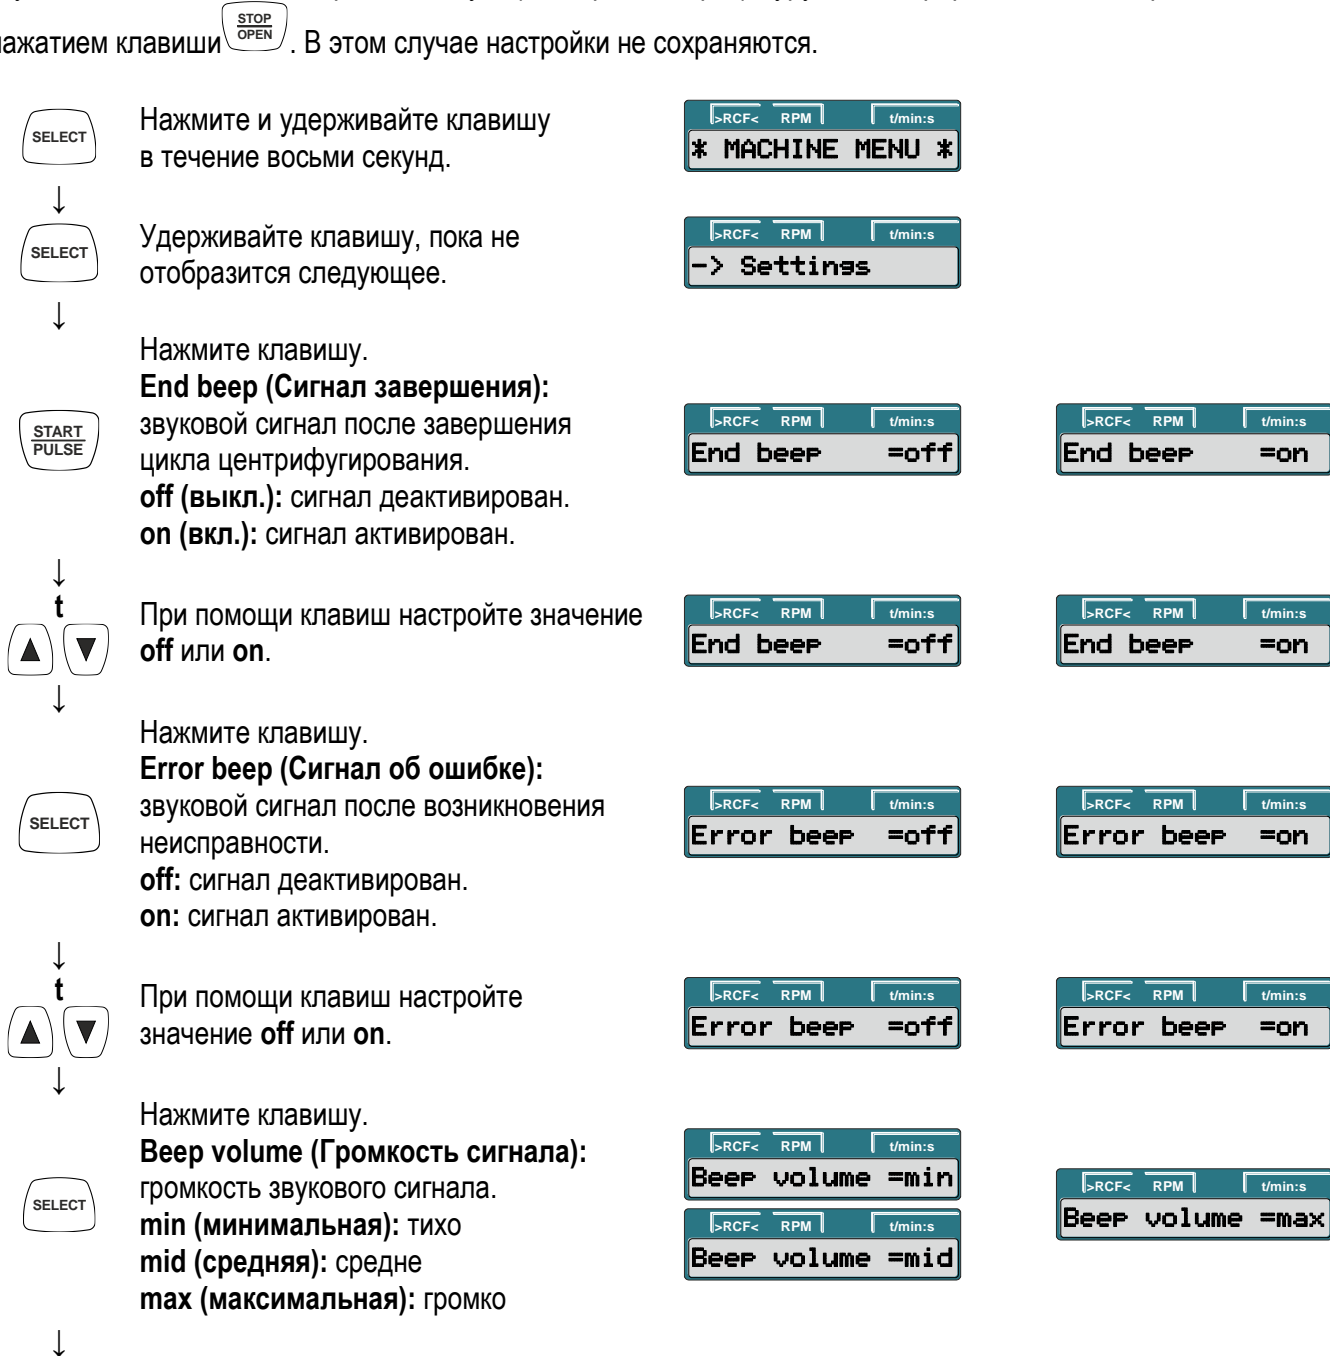 нажатием клавиши STOP OPEN . В этом случае настройки не сохраняются.
SELECT
Нажмите и удерживайте клавишу
в течение восьми секунд.
>RCF< RPM t/min:s
* MACHINE MENU *
↓
SELECT
Удерживайте клавишу, пока не
отобразится следующее.
>RCF< RPM t/min:s
-> Settings
↓
Нажмите клавишу.
End beep (Сигнал завершения):
START
PULSE
звуковой сигнал после завершения
цикла центрифугирования.
off (выкл.): сигнал деактивирован.
on (вкл.): сигнал активирован.
>RCF< RPM t/min:s
End beep =off
>RCF< RPM t/min:s
End beep =on
↓
t
▲ ▼
При помощи клавиш настройте значение
off или on.
>RCF< RPM t/min:s
End beep =off
>RCF< RPM t/min:s
End beep =on
↓
Нажмите клавишу.
Error beep (Сигнал об ошибке):
SELECT
звуковой сигнал после возникновения
неисправности.
off: сигнал деактивирован.
on: сигнал активирован.
>RCF< RPM t/min:s
Error beep =off
>RCF< RPM t/min:s
Error beep =on
↓
t
▲ ▼
При помощи клавиш настройте
значение off или on.
>RCF< RPM t/min:s
Error beep =off
>RCF< RPM t/min:s
Error beep =on
↓
Нажмите клавишу.
Beep volume (Громкость сигнала):
SELECT
громкость звукового сигнала.
min (минимальная): тихо
mid (средняя): средне
max (максимальная): громко
>RCF< RPM t/min:s
Beep volume =min
>RCF< RPM t/min:s
Beep volume =mid
>RCF< RPM t/min:s
Beep volume =max
↓